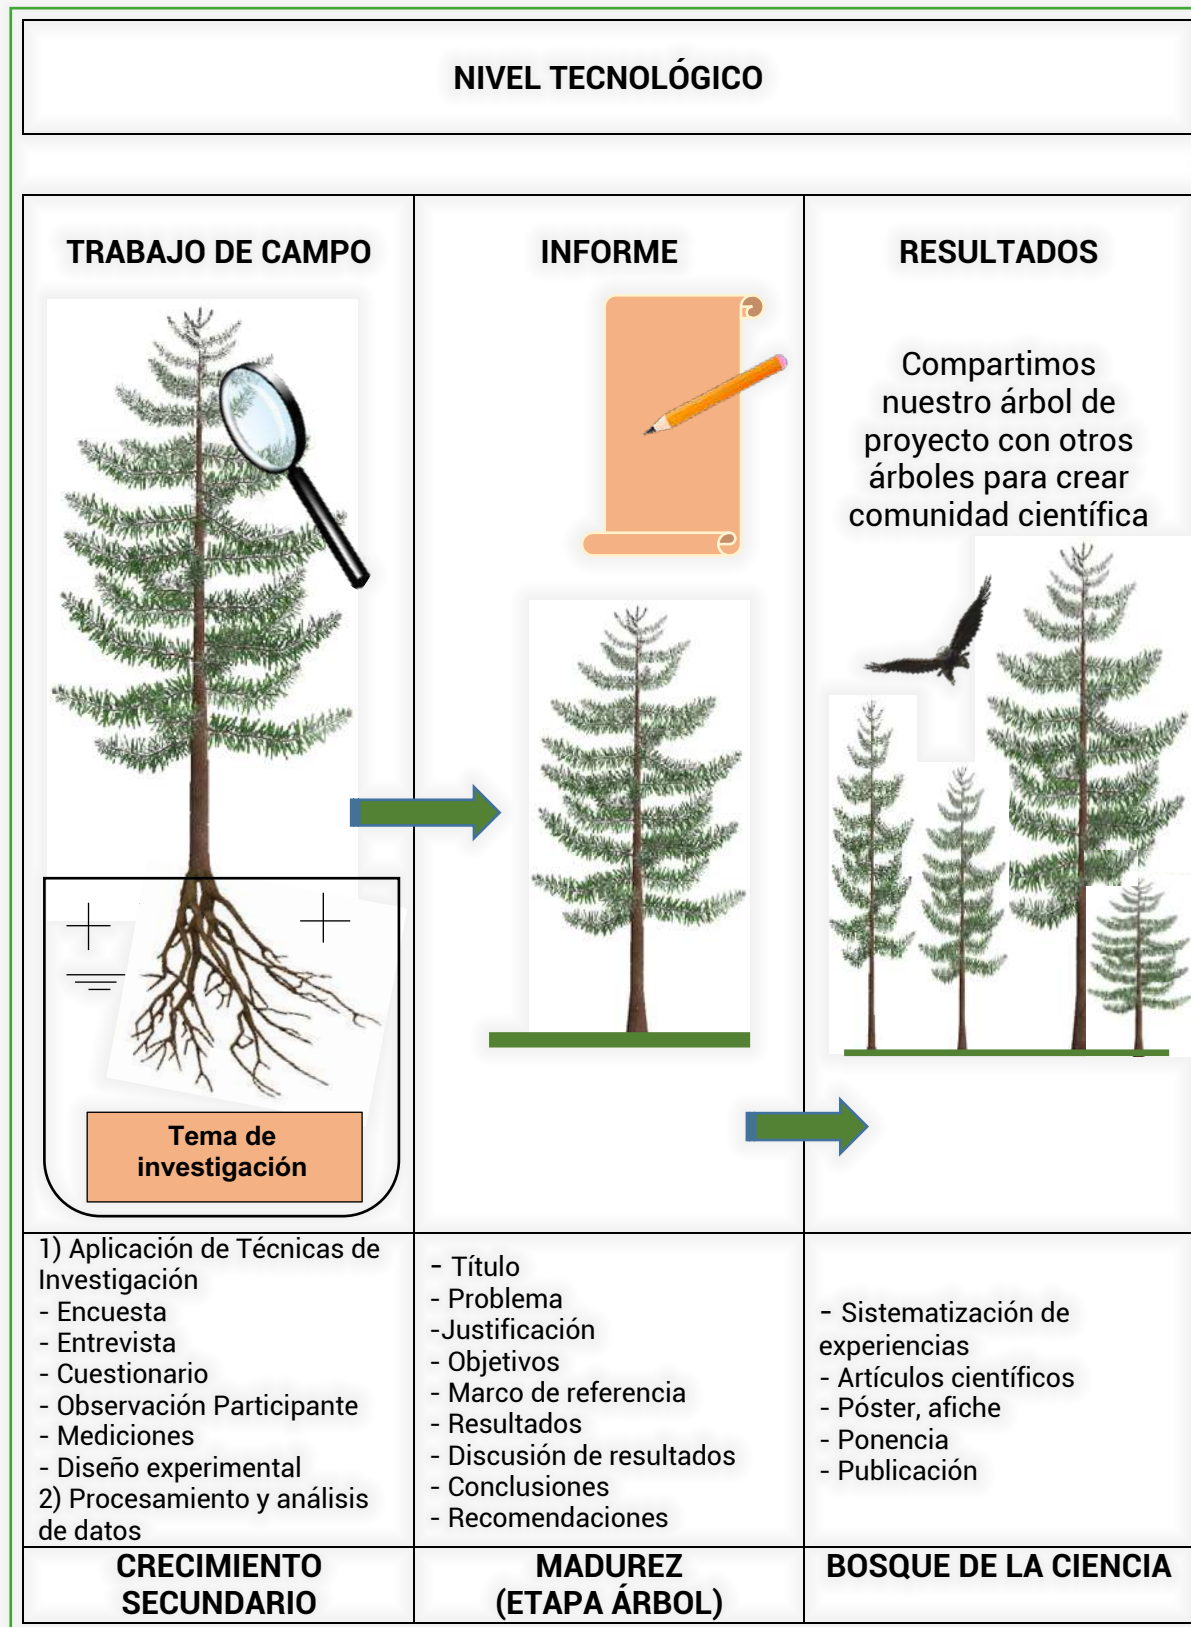 NIVEL TECNOLÓGICO
TRABAJO DE CAMPO
Tema de
investigación
1) Aplicación de Técnicas de
Investigación
- Encuesta
- Entrevista
- Cuestionario
- Observación Participante
- Mediciones
- Diseño experimental
2) Procesamiento y análisis
de datos
CRECIMIENTO
SECUNDARIO
INFORME
- Título
- Problema
-Justificación
- Objetivos
- Marco de referencia
- Resultados
- Discusión de resultados
- Conclusiones
- Recomendaciones
MADUREZ
(ETAPA ÁRBOL)
RESULTADOS
Compartimos
nuestro árbol de
proyecto con otros
árboles para crear
comunidad científica
- Sistematización de
experiencias
- Artículos científicos
- Póster, afiche
- Ponencia
- Publicación
BOSQUE DE LA CIENCIA